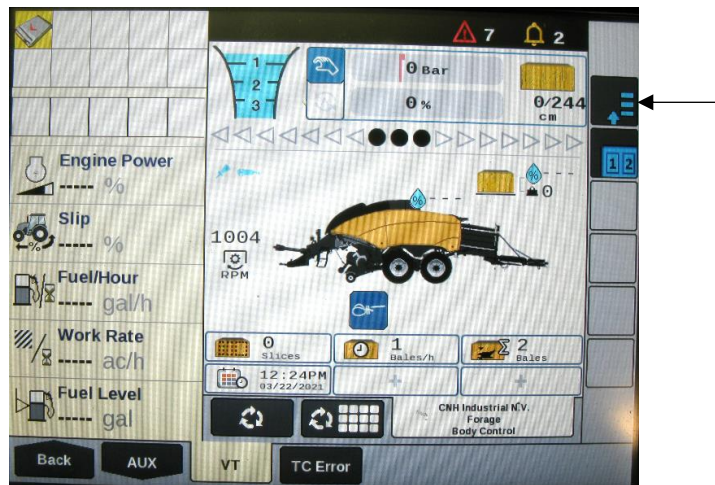 7 2
1
2
3
0 Bar
0 %
0/244
cm
Engine Power
----- %
Slip
----- %
Fuel/Hour
----- gal/h
Work Rate
----- ac/h
Fuel Level
----- gal
---
---
0
1004
RPM
1 2
0
Slices
1
Bales/h
Σ 2
Bales
12:24PM
03/22/2021
+
+
CNH Industrial N.V.
Forage
Body Control
Back
AUX
VT
TC Error